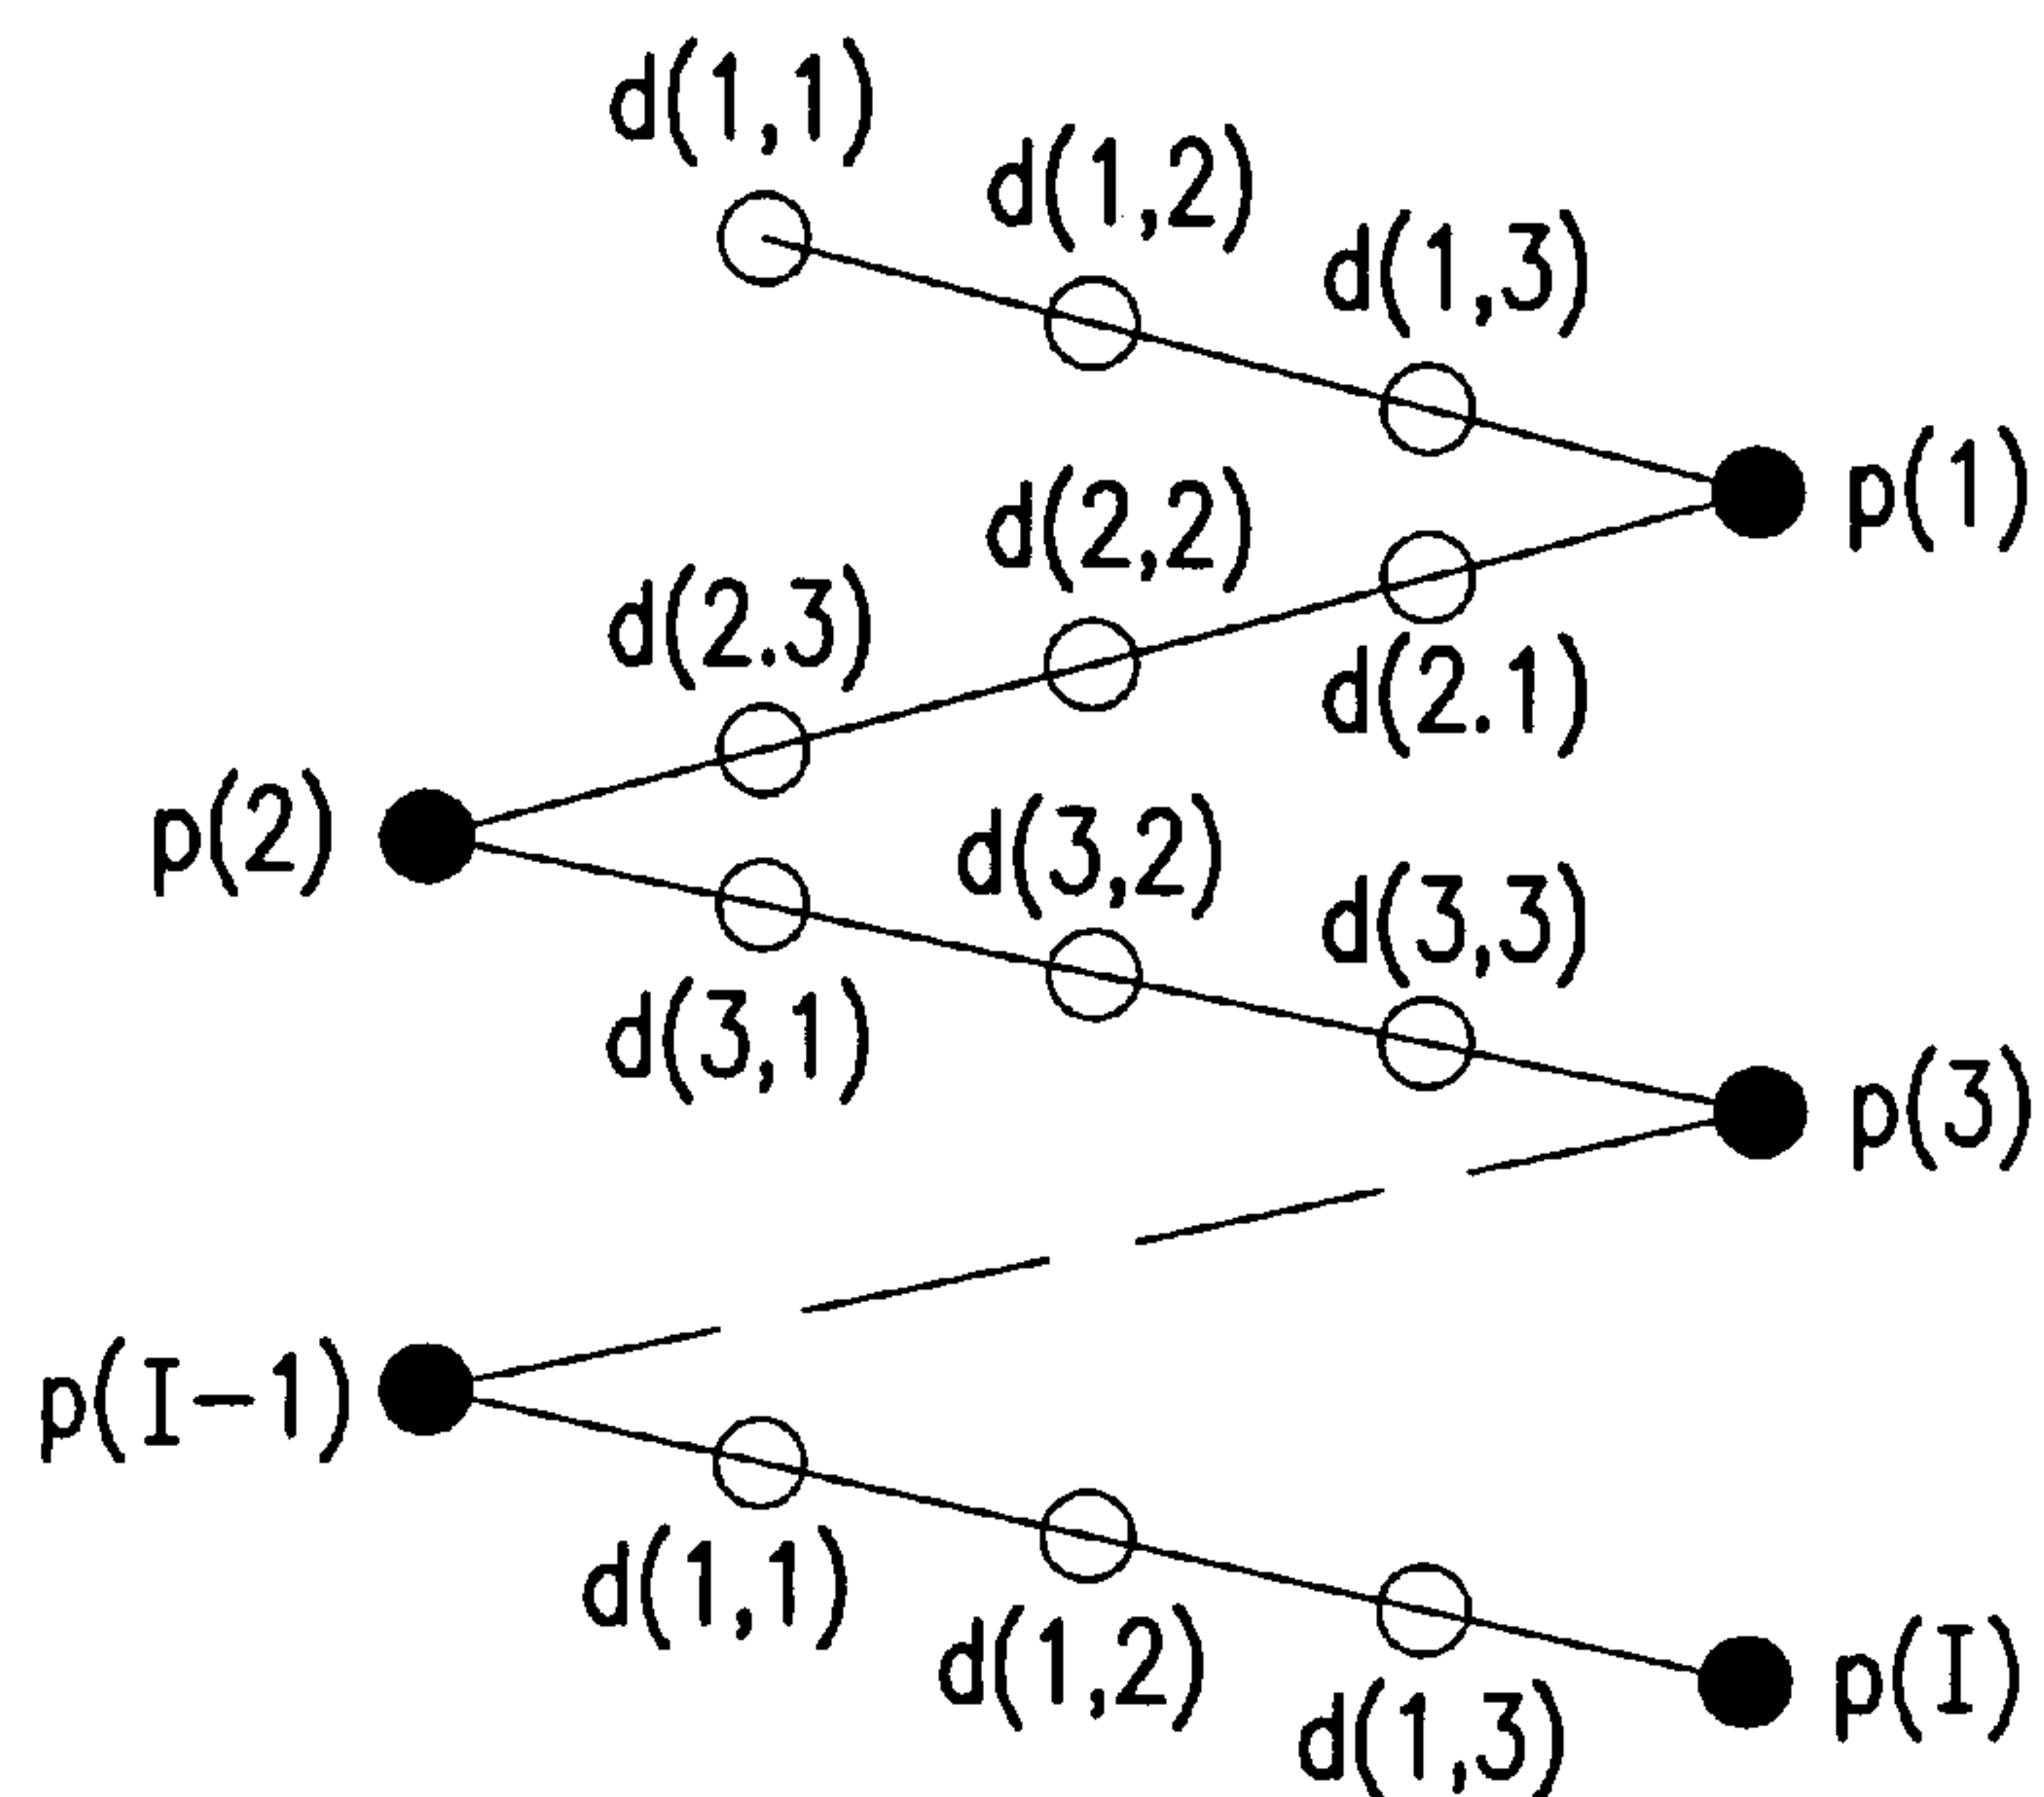 d(1,1)
d(1,2)
d(1,3)
p(1)
d(2,2)
d(2.3)
d(2.1)
p(2)
d(3,2)
d(3,3)
d(3,1)
p(3)
p(I-1)
d(1,1)
d(1,2)
d(1,3)
p(I)